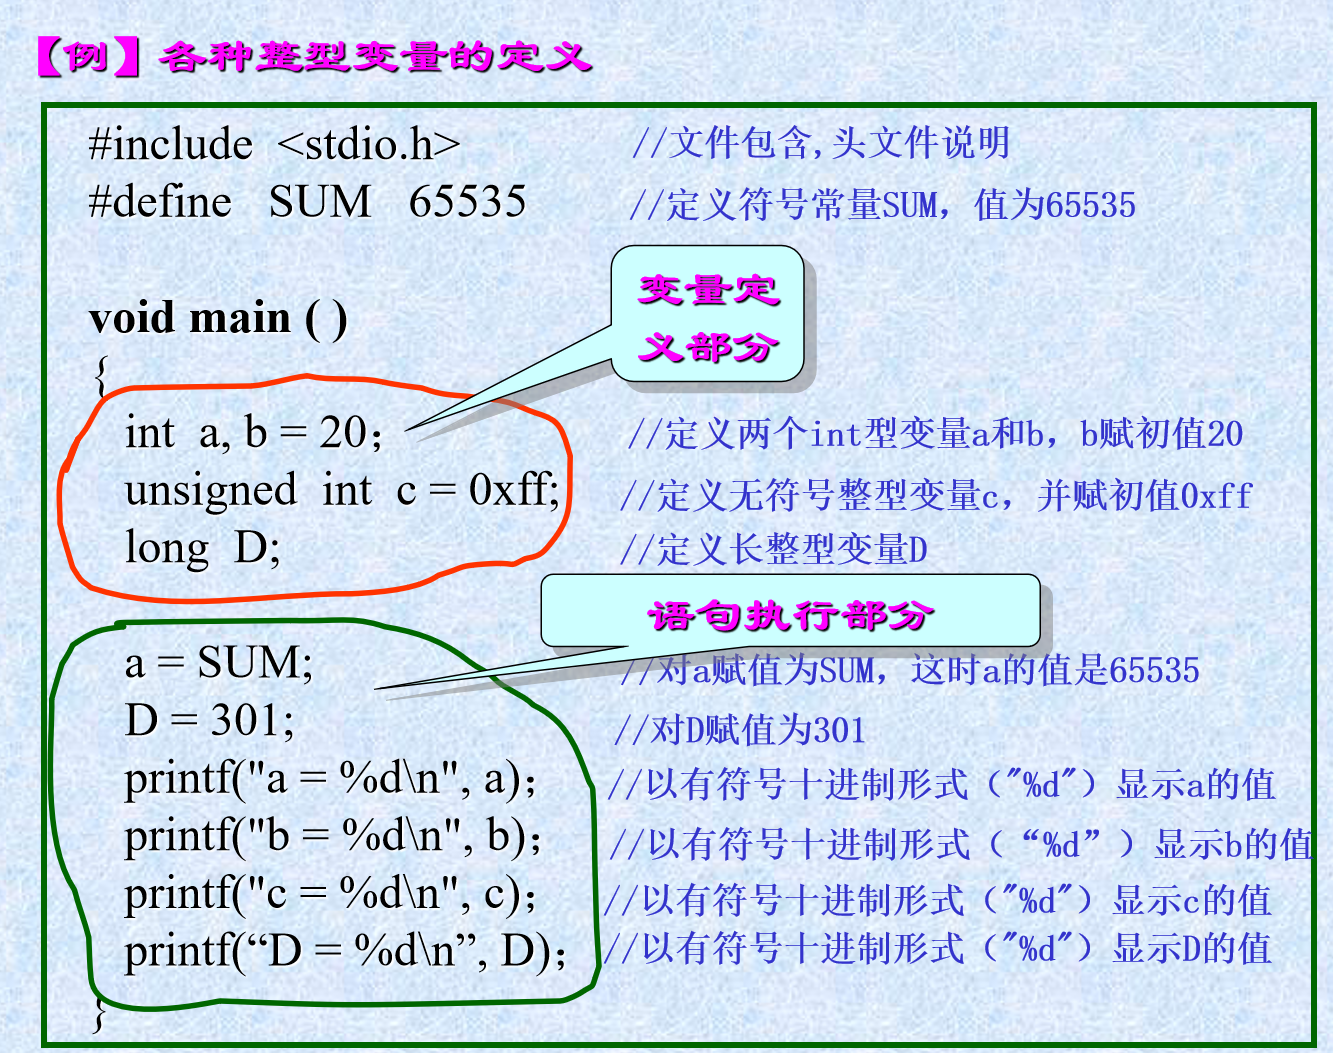 【例】各种整型变量的定义
#include <stdio.h> //文件包含,头文件说明
#define SUM 65535 //定义符号常量SUM，值为65535
变量定
义部分
void main ( )
{
int a, b = 20； //定义两个int型变量a和b，b赋初值20
unsigned int c = 0xff; //定义无符号整型变量c，并赋初值0xff
long D; //定义长整型变量D
语句执行部分
a = SUM; //对a赋值为SUM，这时a的值是65535
D = 301; //对D赋值为301
printf("a = %d\n", a)； //以有符号十进制形式（"%d"）显示a的值
printf("b = %d\n", b)； //以有符号十进制形式（“%d”）显示b的值
printf("c = %d\n", c)； //以有符号十进制形式（"%d"）显示c的值
printf(“D = %d\n”, D)； //以有符号十进制形式（"%d"）显示D的值
}